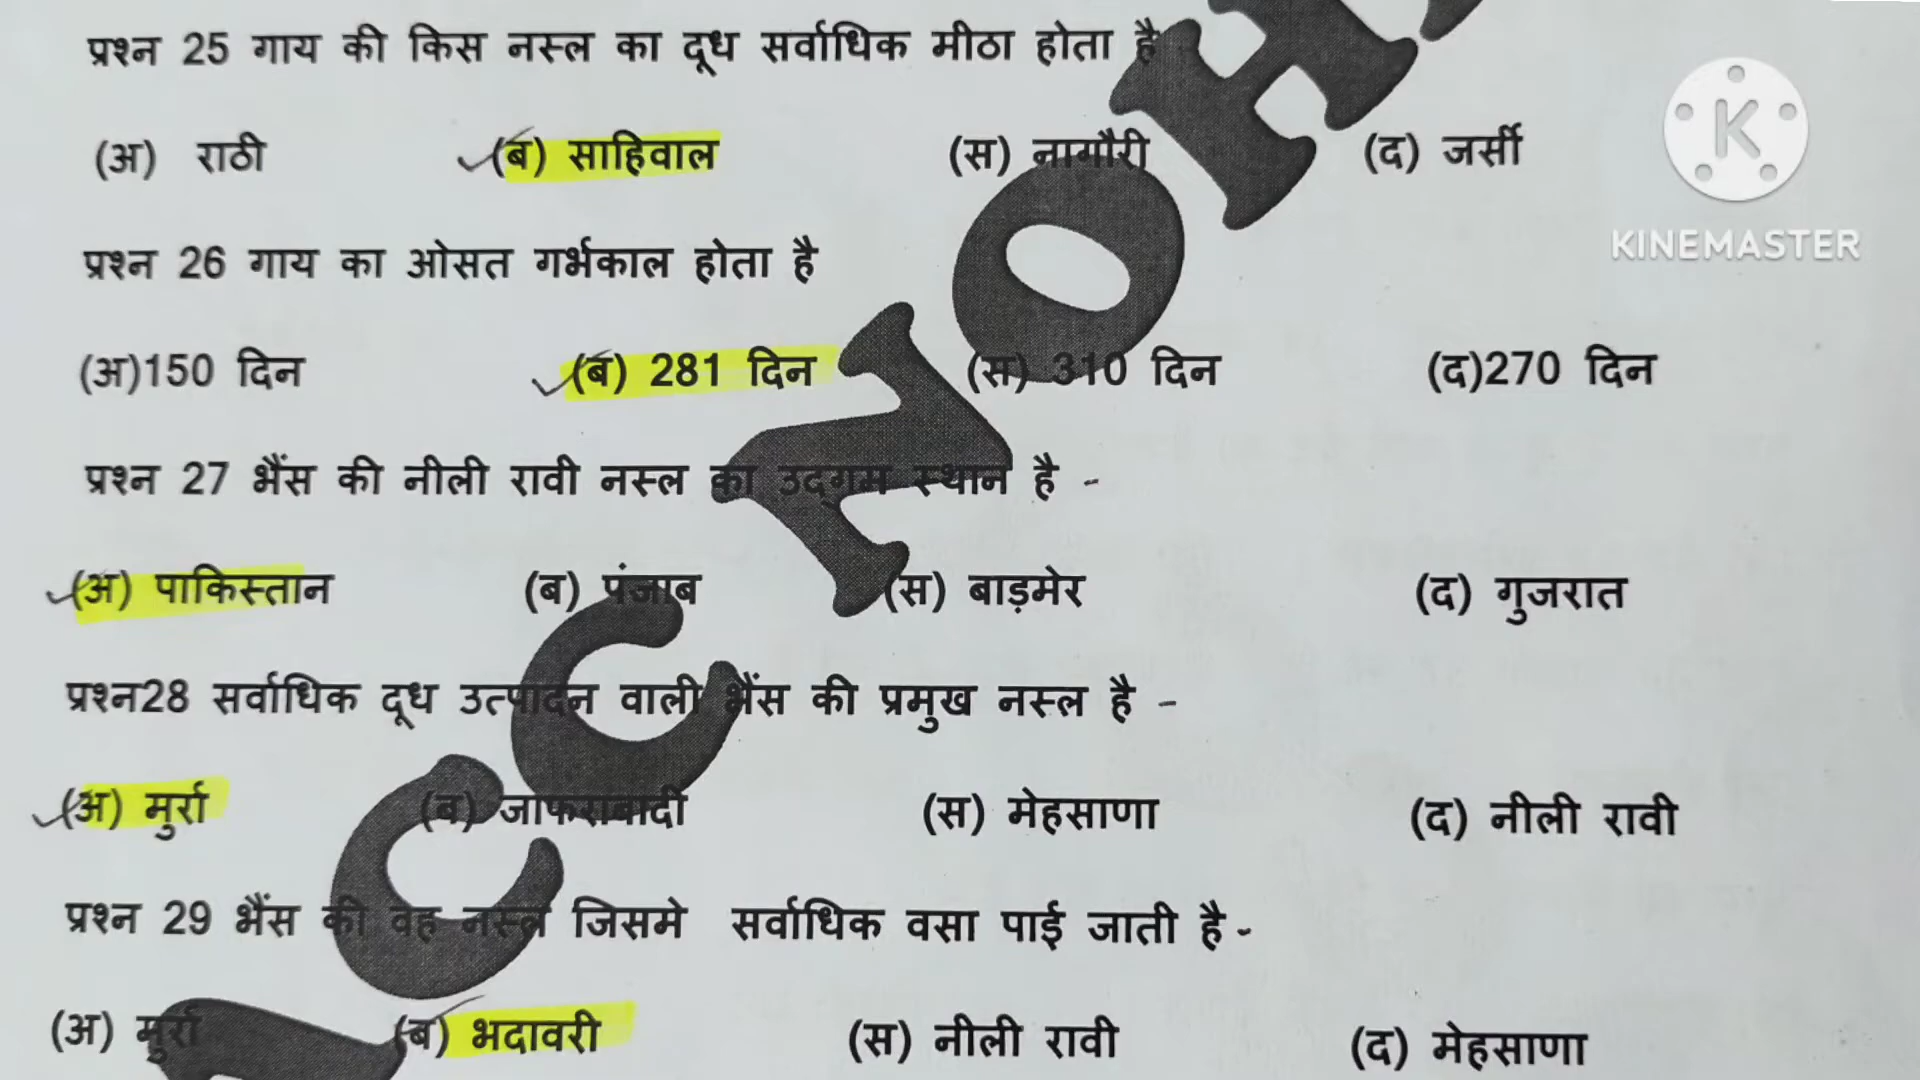 प्रश्न 25 गाय की किस नस्ल का दूध सर्वाधिक मीठा होता है
(अ) राठी (ब) साहिवाल (स) नागौरी (द) जर्सी
KINEMASTER
प्रश्न 26 गाय का ओसत गर्भकाल होता है
(अ)150 दिन (ब) 281 दिन (स) 310 दिन (द)270 दिन
प्रश्न 27 भैंस की नीली रावी नस्ल का उद्गम स्थान है -
(अ) पाकिस्तान (ब) पंजाब (स) बाड़मेर (द) गुजरात
प्रश्न28 सर्वाधिक दूध उत्पादन वाली भैंस की प्रमुख नस्ल है -
(अ) मुर्रा (ब) जाफराबादी (स) मेहसाणा (द) नीली रावी
प्रश्न 29 भैंस की वह नस्ल जिसमे सर्वाधिक वसा पाई जाती है -
(अ) मुर्रा (ब) भदावरी (स) नीली रावी (द) मेहसाणा